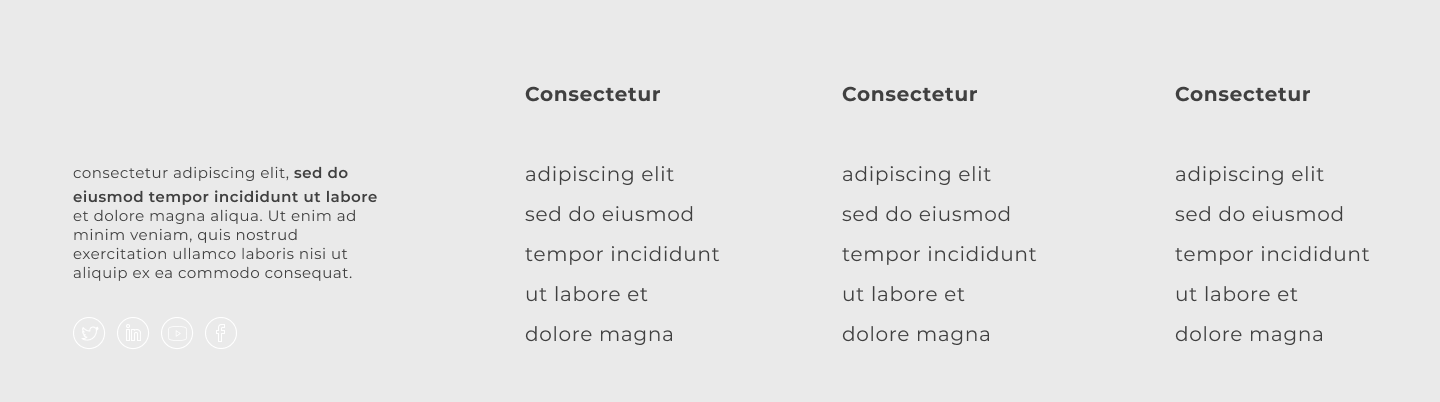 consectetur adipiscing elit, sed do
eiusmod tempor incididunt ut labore
et dolore magna aliqua. Ut enim ad
minim veniam, quis nostrud
exercitation ullamco laboris nisi ut
aliquip ex ea commodo consequat.
Consectetur
adipiscing elit
sed do eiusmod
tempor incididunt
ut labore et
dolore magna
Consectetur
adipiscing elit
sed do eiusmod
tempor incididunt
ut labore et
dolore magna
Consectetur
adipiscing elit
sed do eiusmod
tempor incididunt
ut labore et
dolore magna